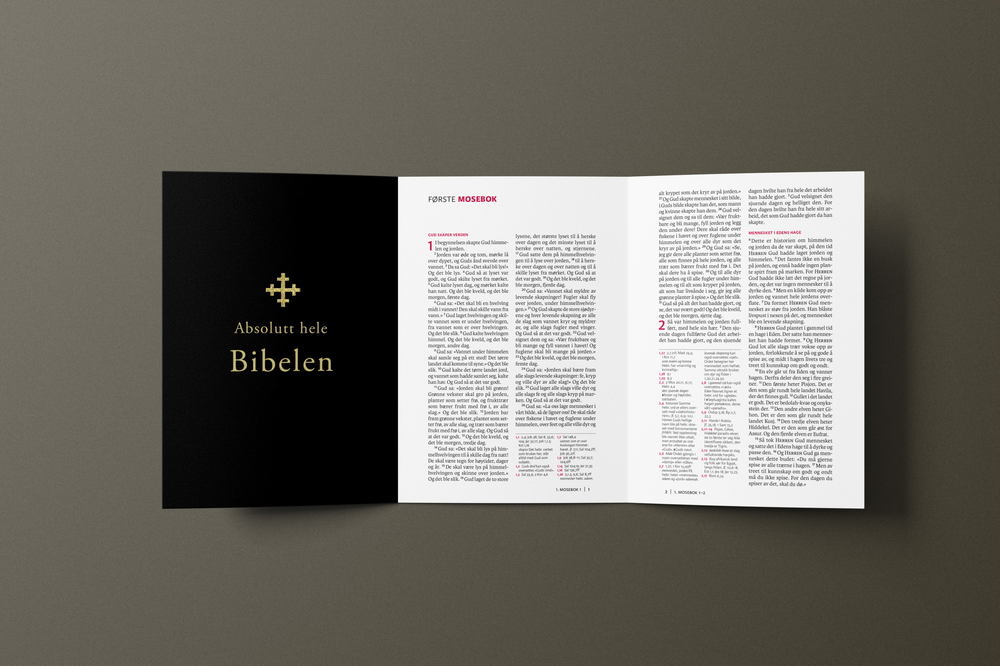 Absolutt hele
Bibelen
FØRSTE MOSEBOK
GUD SKAPER VERDEN
1 I begynnelsen skapte Gud himme-
len og jorden.
2 Jorden var øde og tom, mørke lå
over dypet, og Guds ånd svevde over
vannet. 3 Da sa Gud: «Det skal bli lys!»
Og det ble lys. 4 Gud så at lyset var
godt, og Gud skilte lyset fra mørket.
5 Gud kalte lyset dag, og mørket kalte
han natt. Og det ble kveld, og det ble
morgen, første dag.
6 Gud sa: «Det skal bli en hvelving
midt i vannet! Den skal skille vann fra
vann.» 7 Gud laget hvelvingen og skil-
te vannet som er under hvelvingen,
fra vannet som er over hvelvingen.
Og det ble slik. 8 Gud kalte hvelvingen
himmel. Og det ble kveld, og det ble
morgen, andre dag.
9 Gud sa: «Vannet under himmelen
skal samle seg på ett sted! Det tørre
landet skal komme til syne.» Og det ble
slik. 10 Gud kalte det tørre landet jord,
og vannet som hadde samlet seg, kalte
han hav. Og Gud så at det var godt.
11 Gud sa: «Jorden skal bli grønn!
Grønne vekster skal gro på jorden,
planter som setter frø, og frukttrær
som bærer frukt med frø i, av alle
slag.» Og det ble slik. 12 Jorden bar
fram grønne vekster, planter som set-
ter frø, av alle slag, og trær som bærer
frukt med frø i, av alle slag. Og Gud så
at det var godt. 13 Og det ble kveld, og
det ble morgen, tredje dag.
14 Gud sa: «Det skal bli lys på him-
melhvelvingen til å skille dag fra natt!
De skal være tegn for høytider, dager
og år. 15 De skal være lys på himmel-
hvelvingen og skinne over jorden.»
Og det ble slik. 16 Gud laget de to store
lysene, det største lyset til å herske
over dagen og det minste lyset til å
herske over natten, og stjernene.
17 Gud satte dem på himmelhvelvin-
gen til å lyse over jorden, 18 til å hers-
ke over dagen og over natten og til å
skille lyset fra mørket. Og Gud så at
det var godt. 19 Og det ble kveld, og det
ble morgen, fjerde dag.
20 Gud sa: «Vannet skal myldre av
levende skapninger! Fugler skal fly
over jorden, under himmelhvelvin-
gen.» 21 Og Gud skapte de store sjødyr-
ene og hver levende skapning av alle
de slag som vannet kryr og myldrer
av, og alle slags fugler med vinger.
Og Gud så at det var godt. 22 Gud vel-
signet dem og sa: «Vær fruktbare og
bli mange og fyll vannet i havet! Og
fuglene skal bli mange på jorden.»
23 Og det ble kveld, og det ble morgen,
femte dag.
24 Gud sa: «Jorden skal bære fram
alle slags levende skapninger: fe, kryp
og ville dyr av alle slag!» Og det ble
slik. 25 Gud laget alle slags ville dyr og
alle slags fe og alle slags kryp på mar-
ken. Og Gud så at det var godt.
26 Gud sa: «La oss lage mennesker i
vårt bilde, så de ligner oss! De skal råde
over fiskene i havet og fuglene under
himmelen, over feet og alle ville dyr og
1,1 2,4; Job 38; Sal 8; 33,6;
104; Jer 32,17; Joh 1,1.3;
Kol 1,16
skapte Det hebr. verbet
som brukes her, står
alltid med Gud som
subjekt.
1,2 Guds ånd kan også
oversettes «Guds vind».
1,3 Sal 33,9; 2 Kor 4,6
1,7 Sal 148,4
vannet som er over
hvelvingen himmel-
havet. Jf. 7,11; Sal 104,2ff;
Job 36,27f.
1,9 Job 38,8–11; Sal 33,7;
104,6ff
1,14 Sal 104,19; Jer 31,35
1,16 Sal 136,7ff
1,26 5,1.3; 9,6; Sal 8,7ff
mennesker hebr. adam.
1. MOSEBOK 1 | 1
alt krypet som det kryr av på jorden.»
27 Og Gud skapte mennesket i sitt bilde,
i Guds bilde skapte han det, som mann
og kvinne skapte han dem. 28 Gud vel-
signet dem og sa til dem: «Vær frukt-
bare og bli mange, fyll jorden og legg
den under dere! Dere skal råde over
fiskene i havet og over fuglene under
himmelen og over alle dyr som det
kryr av på jorden.» 29 Og Gud sa: «Se,
jeg gir dere alle planter som setter frø,
alle som finnes på hele jorden, og alle
trær som bærer frukt med frø i. Det
skal dere ha å spise. 30 Og til alle dyr
på jorden og til alle fugler under him-
melen og til alt som kryper på jorden,
alt som har livsånde i seg, gir jeg alle
grønne planter å spise.» Og det ble slik.
31 Gud så på alt det han hadde gjort, og
se, det var svært godt! Og det ble kveld,
og det ble morgen, sjette dag.
2 Så var himmelen og jorden full-
ført, med hele sin hær. 2 Den sju-
ende dagen fullførte Gud det arbei-
det han hadde gjort, og den sjuende
1,27 2,7.21f; Matt 19,4;
1 Kor 11,7
som mann og kvinne
Hebr. har «mannlig og
kvinnelig».
1,28 9,1
1,29 9,3
2,2 2 Mos 20,11; 31,17;
Hebr 4,4
den sjuende dagen
▶fester og høytider,
sabbaten.
2,4 historien Samme
hebr. ord er ellers over-
satt med «slektshisto-
rien». Jf. 5,1; 6,9; 10,1.
Herren Guds hellige
navn ble på hebr. skre-
vet med konsonantene
JHWH. Ved opplesning
ble navnet ikke uttalt,
men erstattet av ord-
ene for «Herren» eller
«Gud». ▶Guds navn.
2,6 kilde Ordet gjengis i
noen oversettelser med
«damp» eller «tåke».
2,7 1,27; 1 Kor 15,45ff
mennesket, jorden På
hebr. heter «menneske»
adam og «jord» adamah.
levende skapning kan
også oversettes «sjel».
Ordet betegner her
mennesket som helhet.
Samme uttrykk brukes
om dyr og fisker i
1,20.21.24.30.
2,8 i gammel tid kan også
oversettes «i øst».
Eden Navnet ligner et
hebr. ord for «glede».
I ▶Septuaginta kalles
hagen paradeisos, derav
vårt «paradis».
2,9 Ordsp 3,18; Åp 2,7;
22,2
2,11 Havila i Arabia.
Jf. 25,18; 1 Sam 15,7.
2,11–14 Pisjon, Gihon,
Hiddekel paradis-elver;
de to første lar seg ikke
identifisere sikkert, den
tredje er Tigris.
2,12 bedolah-kvae et slag
velluktende harpiks.
2,13 Kusj afrikansk land
og folk sør for Egypt,
langs Nilen. Jf. 10,6–8;
Est 1,1; Jes 18; Jer 13,23.
2,17 Rom 6,23
dagen hvilte han fra hele det arbeidet
han hadde gjort. 3 Gud velsignet den
sjuende dagen og helliget den. For
den dagen hvilte han fra hele sitt ar-
beid, det som Gud hadde gjort da han
skapte.
MENNESKET I EDENS HAGE
4 Dette er historien om himmelen
og jorden da de var skapt, på den tid
HERREN Gud hadde laget jorden og
himmelen. 5 Det fantes ikke en busk
på jorden, og ennå hadde ingen plan-
te spirt fram på marken. For HERREN
Gud hadde ikke latt det regne på jor-
den, og det var ingen mennesker til å
dyrke den. 6 Men en kilde kom opp av
jorden og vannet hele jordens over-
flate. 7 Da formet HERREN Gud men-
nesket av støv fra jorden. Han blåste
livspust i nesen på det, og mennesket
ble en levende skapning.
8 HERREN Gud plantet i gammel tid
en hage i Eden. Der satte han mennes-
ket han hadde formet. 9 Og HERREN
Gud lot alle slags trær vokse opp av
jorden, forlokkende å se på og gode å
spise av, og midt i hagen livets tre og
treet til kunnskap om godt og ondt.
10 En elv går ut fra Eden og vanner
hagen. Derfra deler den seg i fire grei-
ner. 11 Den første heter Pisjon. Det er
den som går rundt hele landet Havila,
der det finnes gull. 12 Gullet i det landet
er godt. Det er bedolah-kvae og onyks-
stein der. 13 Den andre elven heter Gi-
hon. Det er den som går rundt hele
landet Kusj. 14 Den tredje elven heter
Hiddekel. Det er den som går øst for
Assur. Og den fjerde elven er Eufrat.
15 Så tok HERREN Gud mennesket
og satte det i Edens hage til å dyrke og
passe den. 16 Og HERREN Gud ga men-
nesket dette budet: «Du må gjerne
spise av alle trærne i hagen. 17 Men av
treet til kunnskap om godt og ondt
må du ikke spise. For den dagen du
spiser av det, skal du dø.»
2 | 1. MOSEBOK 1–2